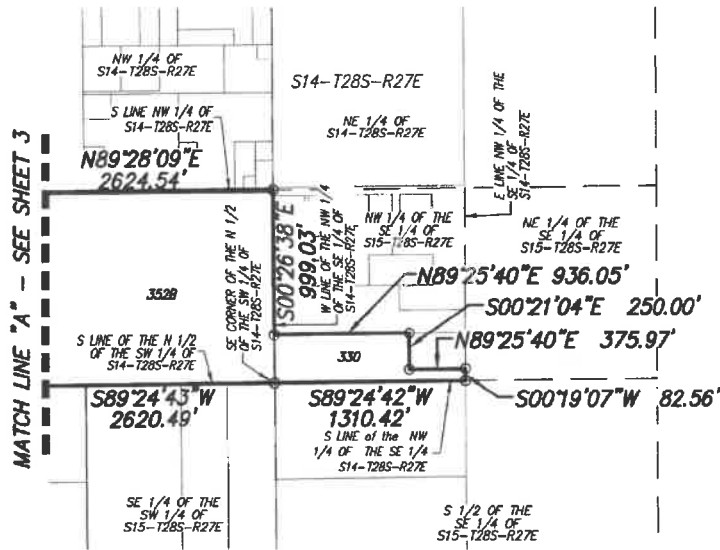 NW 1/4 OF
S14-T28S-R27E
S14-T28S-R27E
S LINE NW 1/4 OF
S14-T28S-R27E
NE 1/4 OF
S14-T28S-R27E
E LINE NW 1/4 OF THE
SE 1/4 OF
S14-T28S-R27E
MATCH LINE "A" - SEE SHEET 3
N89°28'09"E
2624.54'
S00°26'38"E
999.03'
W LINE OF THE NW 1/4
OF THE SE 1/4 OF
S14-T28S-R27E
NW 1/4 OF THE
SE 1/4 OF
S15-T28S-R27E
NE 1/4 OF THE
SE 1/4 OF
S15-T28S-R27E
SE CORNER OF THE N 1/2
OF THE SW 1/4 OF
S14-T28S-R27E
N89°25'40"E 936.05'
S00°21'04"E 250.00'
N89°25'40"E 375.97'
352B
330
S LINE OF THE N 1/2
OF THE SW 1/4 OF
S14-T28S-R27E
S89°24'43"W
2620.49'
S89°24'42"W
1310.42'
S00°19'07"W 82.56'
S LINE of the NW
1/4 OF THE SE 1/4
S14-T28S-R27E
SE 1/4 OF THE
SW 1/4 OF
S15-T28S-R27E
S 1/2 OF THE
SE 1/4 OF
S15-T28S-R27E